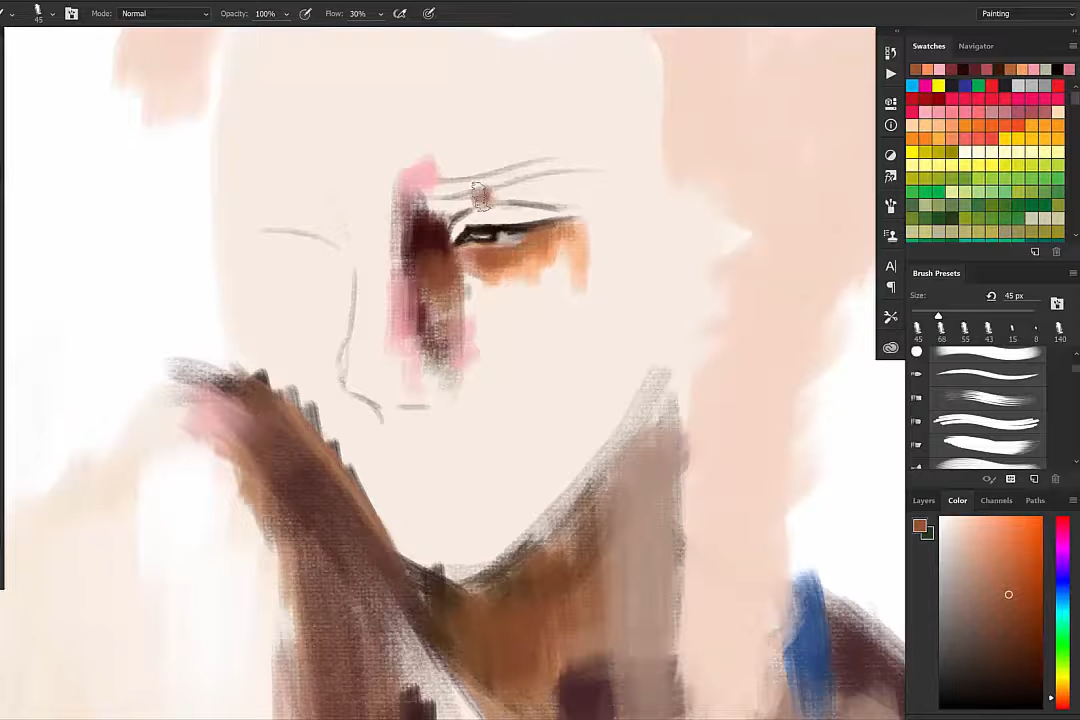 45 Mode: Normal Opacity: 100% Flow: 30% Painting
Swatches Navigator
Brush Presets
Size: 45 px
45 68 55 43 15 8 140
Layers Color Channels Paths